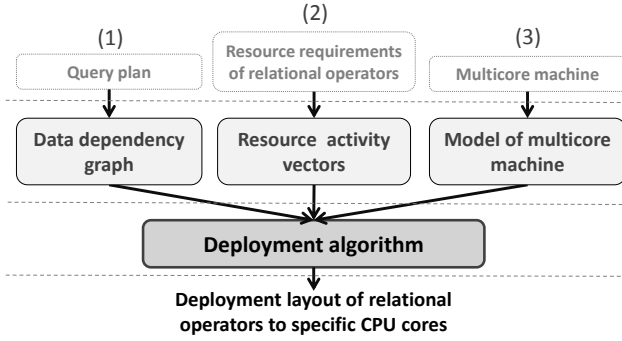 (1)
(2)
(3)
Query plan
Resource requirements
of relational operators
Multicore machine
Data dependency
graph
Resource activity
vectors
Model of multicore
machine
Deployment algorithm
Deployment layout of relational
operators to specific CPU cores